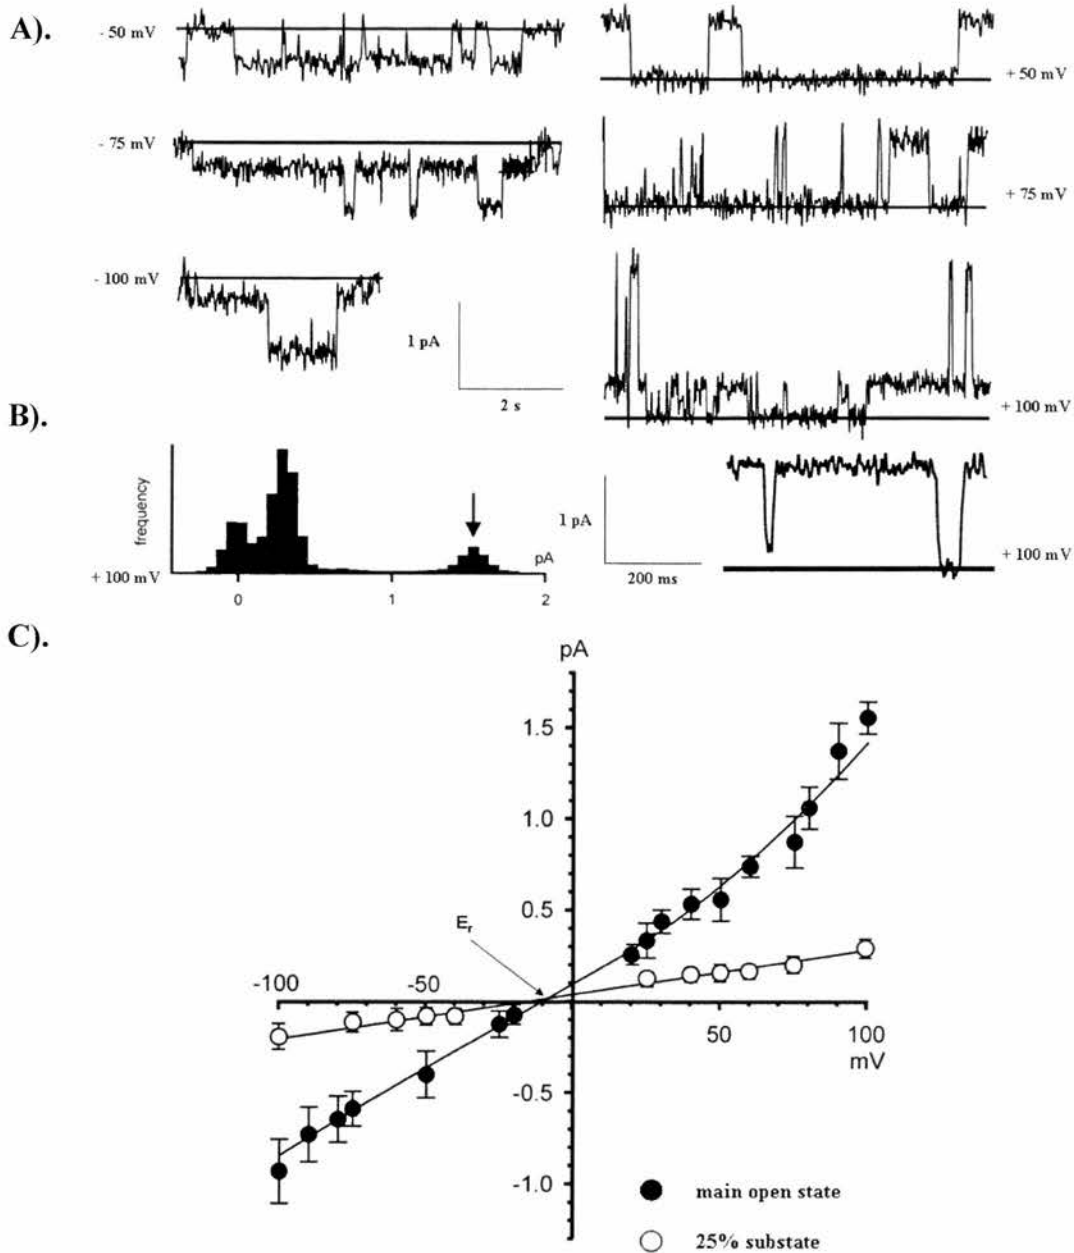 A).
- 50 mV
- 75 mV
- 100 mV
1 pA
2 s
+ 50 mV
+ 75 mV
+ 100 mV
1 pA
200 ms
+ 100 mV
B).
frequency
+ 100 mV
pA
0 1 2
C).
pA
1.5
1.0
0.5
-0.5
-1.0
Er
-100 -50
50 100
mV
main open state
25% substate